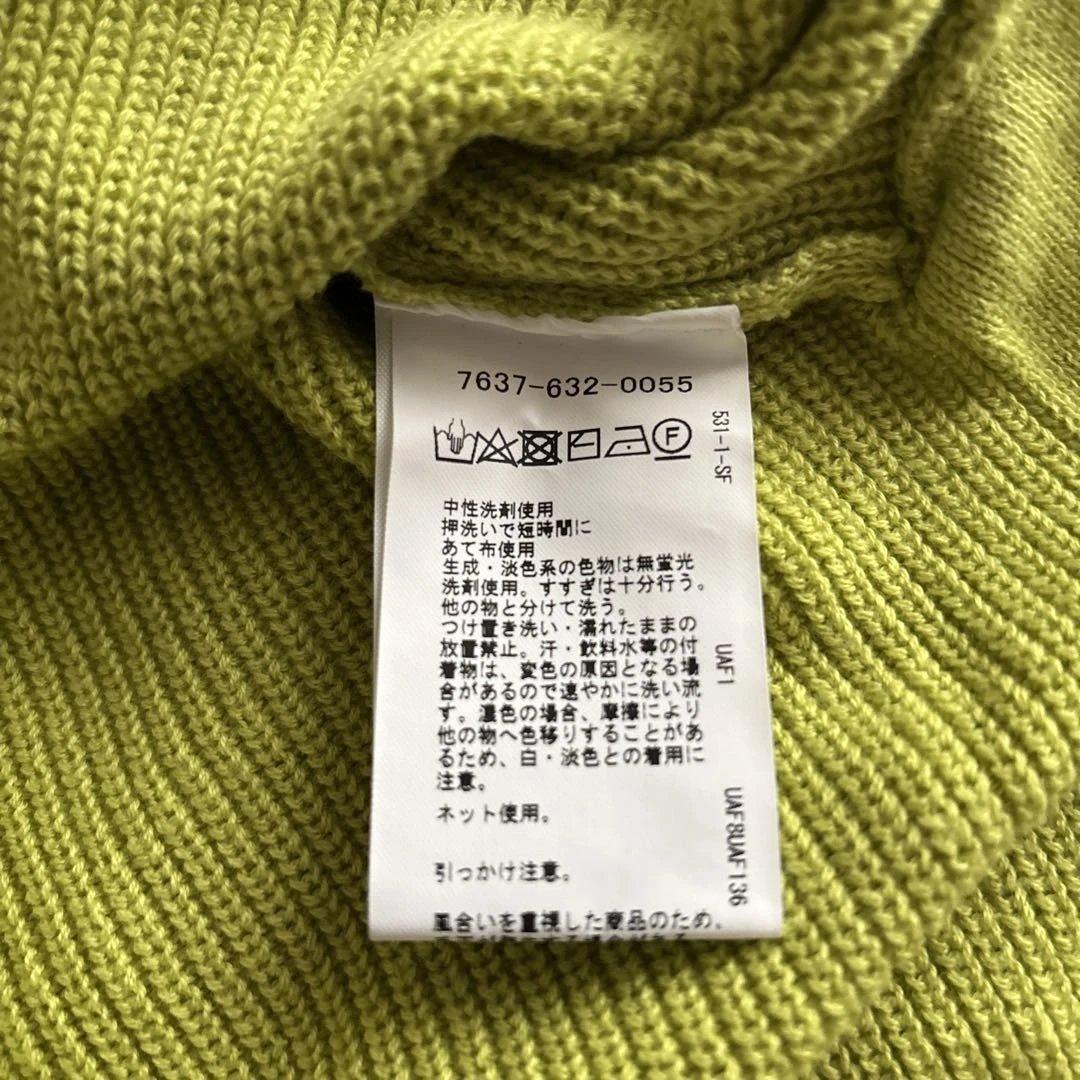 7637-632-0055
F
中性洗剤使用
押洗いで短時間に
あて布使用
生成・淡色系の色物は無蛍光
洗剤使用。すすぎは十分行う。
他の物と分けて洗う。
つけ置き洗い・濡れたままの
放置禁止。汗・飲料水等の付
着物は、変色の原因となる場
合があるので速やかに洗い流
す。濃色の場合、摩擦により
他の物へ色移りすることがあ
るため、白・淡色との着用に
注意。
ネット使用。
引っかけ注意。
風合いを重視した商品のため、
531-1-SF
UAF1
UAF8UAF136